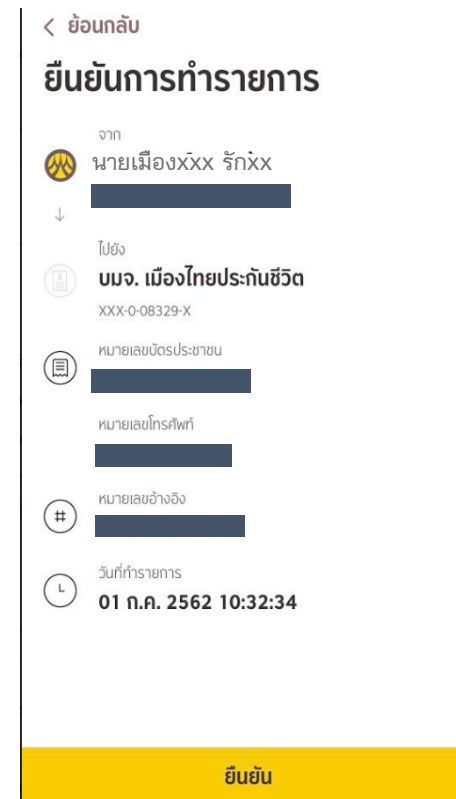 < ย้อนกลับ
ยืนยันการทำรายการ
จาก
นายเมืองxxx รักxx
ไปยัง
บมจ. เมืองไทยประกันชีวิต
XXX-0-08329-X
หมายเลขบัตรประชาชน
หมายเลขโทรศัพท์
หมายเลขอ้างอิง
#
วันที่ทำรายการ
01 ก.ค. 2562 10:32:34
ยืนยัน